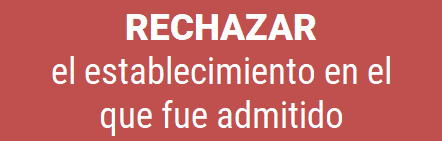 RECHAZAR
el establecimiento en el
que fue admitido